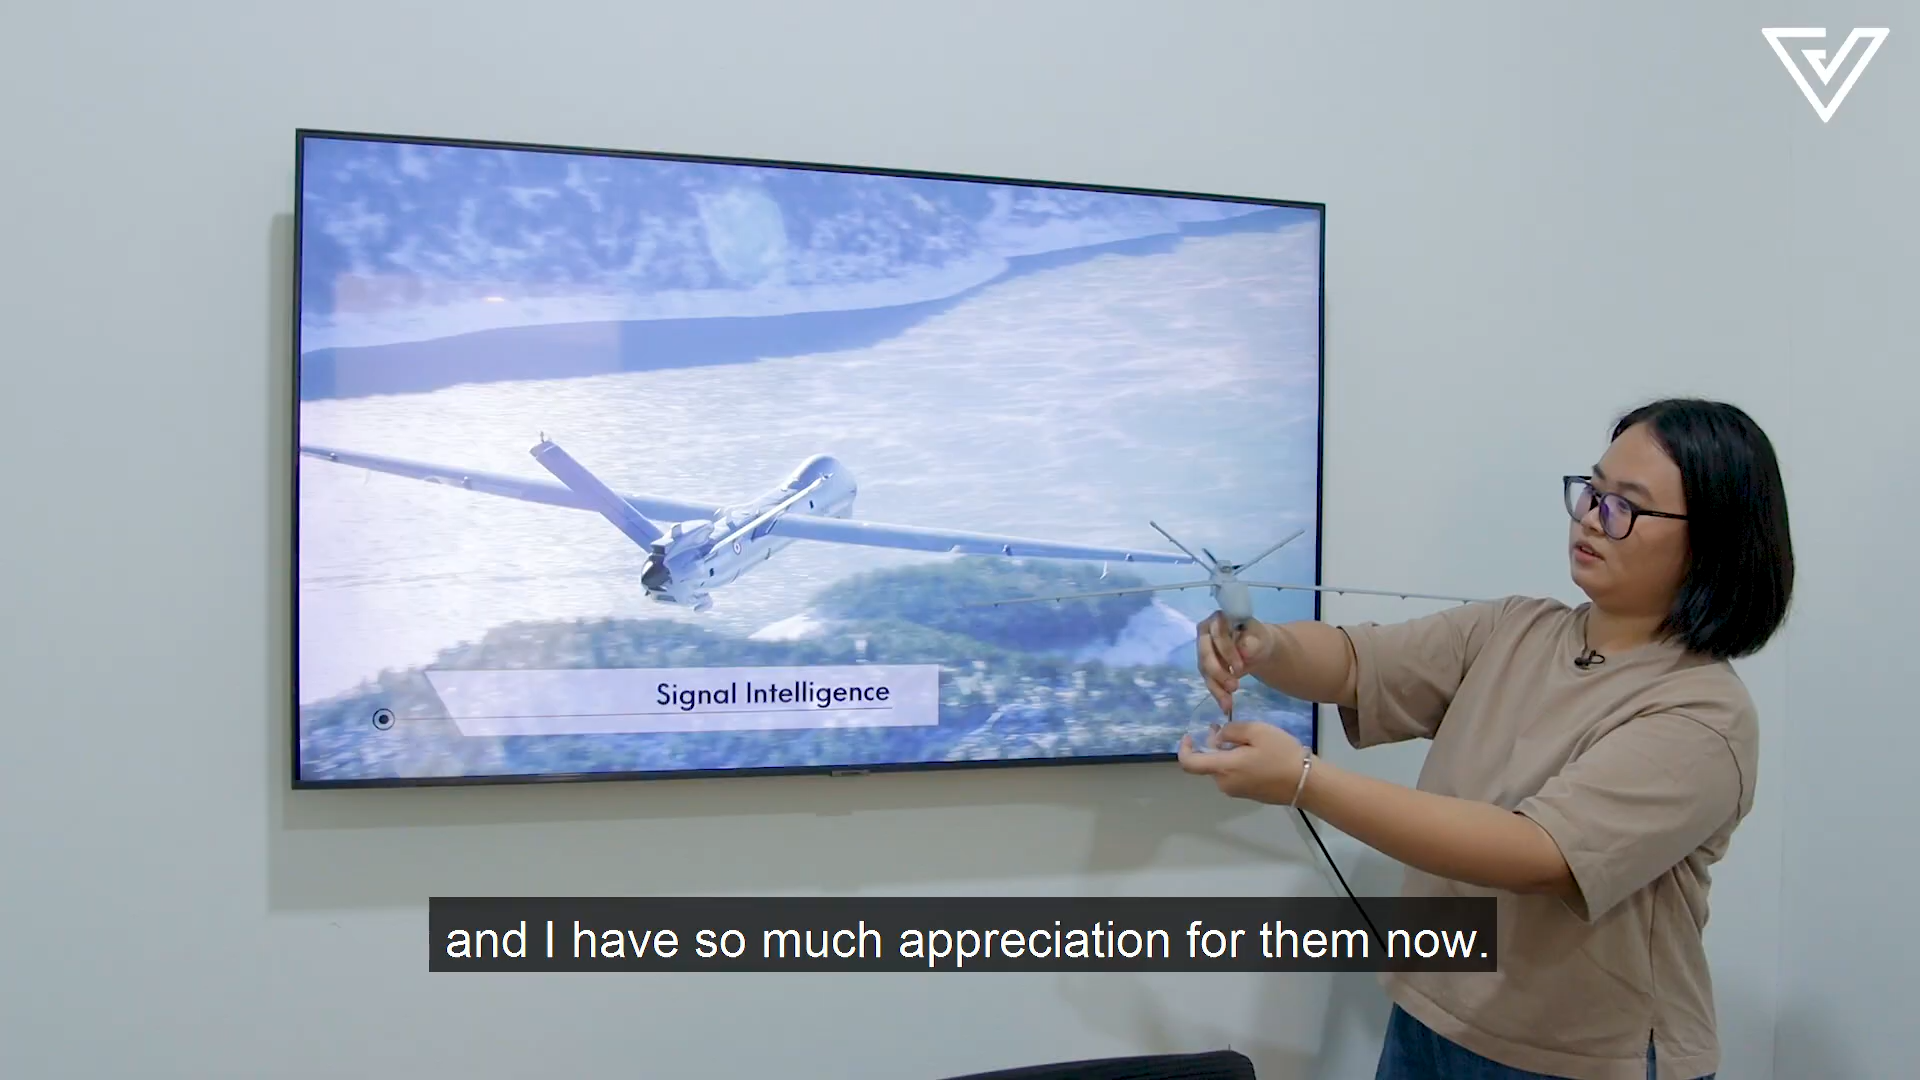 Signal Intelligence
and I have so much appreciation for them now.